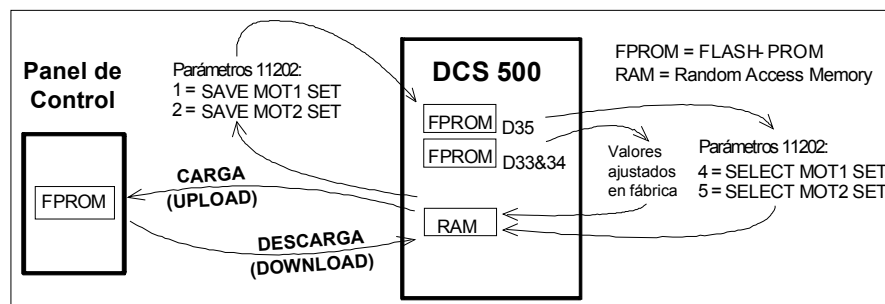 Panel de
Control
FPROM
Parámetros 11202:
1 = SAVE MOT1 SET
2 = SAVE MOT2 SET
CARGA
(UPLOAD)
DESCARGA
(DOWNLOAD)
DCS 500
FPROM D35
FPROM D33&34
RAM
FPROM = FLASH-PROM
RAM = Random Access Memory
Valores
ajustados
en fábrica
Parámetros 11202:
4 = SELECT MOT1 SET
5 = SELECT MOT2 SET